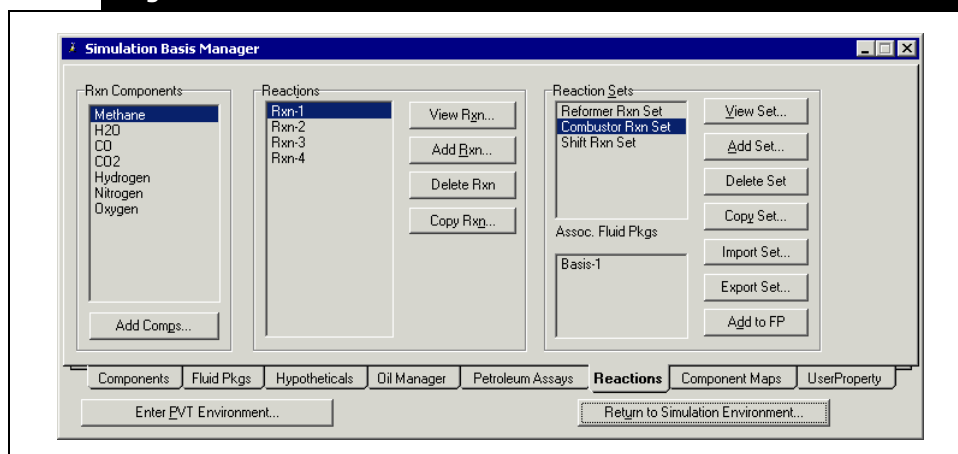 Simulation Basis Manager
Rxn Components
Methane
H2O
CO
CO2
Hydrogen
Nitrogen
Oxygen
Add Comps...
Reactions
Rxn-1
Rxn-2
Rxn-3
Rxn-4
View Rxn...
Add Rxn...
Delete Rxn
Copy Rxn...
Reaction Sets
Reformer Rxn Set
Combustor Rxn Set
Shift Rxn Set
Assoc. Fluid Pkgs
Basis-1
View Set...
Add Set...
Delete Set
Copy Set...
Import Set...
Export Set...
Add to FP
Components Fluid Pkgs Hypotheticals Oil Manager Petroleum Assays Reactions Component Maps UserProperty
Enter PVT Environment... Return to Simulation Environment...